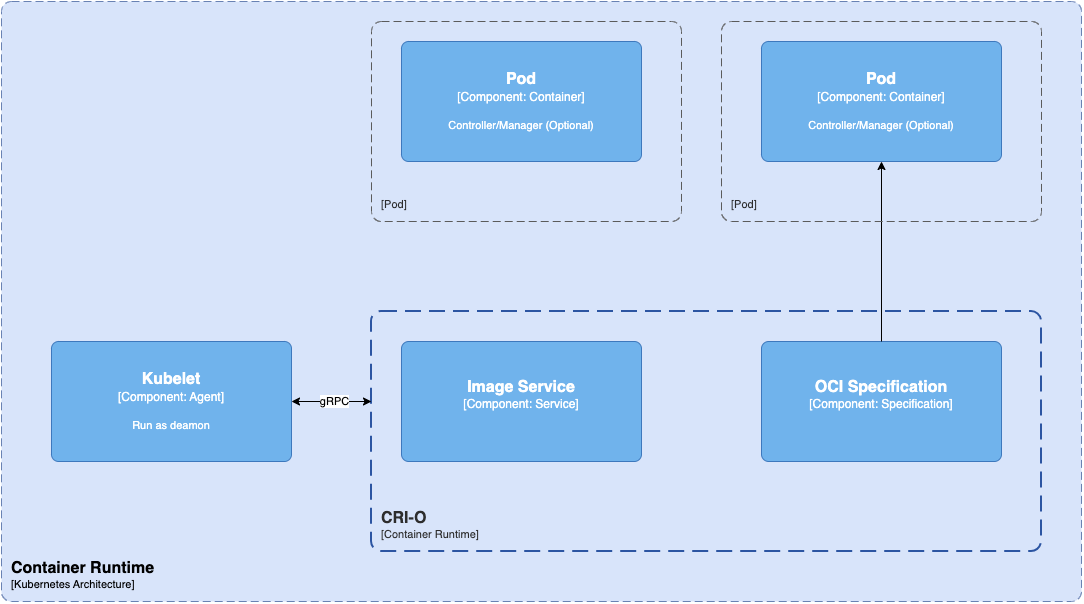 Pod
[Component: Container]
Controller/Manager (Optional)
[Pod]
Pod
[Component: Container]
Controller/Manager (Optional)
[Pod]
Kubelet
[Component: Agent]
Run as deamon
gRPC
Image Service
[Component: Service]
OCI Specification
[Component: Specification]
CRI-O
[Container Runtime]
Container Runtime
[Kubernetes Architecture]